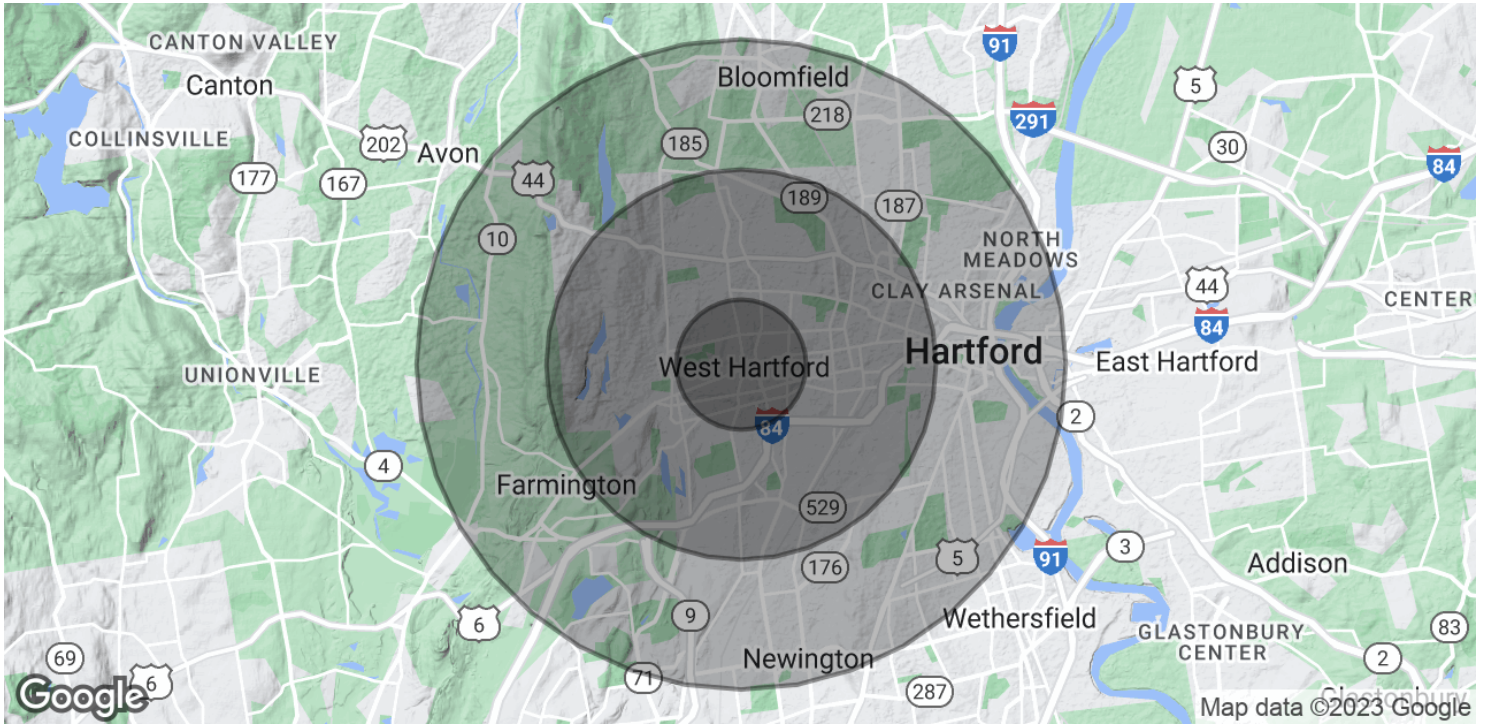 CANTON VALLEY
Canton
COLLINSVILLE
202
Avon
177
167
44
10
Bloomfield
218
185
189
187
91
291
5
30
84
NORTH
MEADOWS
CLAY ARSENAL
44
84
CENTER
West Hartford
Hartford
East Hartford
84
2
UNIONVILLE
4
Farmington
529
176
5
91
3
Addison
9
6
Wethersfield
GLASTONBURY
CENTER
83
2
69
6
Newington
71
287
Glastonbury
Google
Map data ©2023 Google